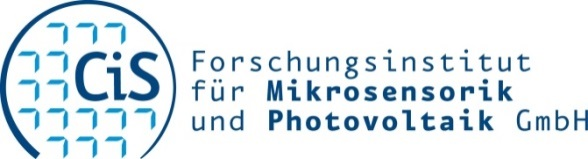 CiS
Forschungsinstitut
für Mikrosensorik
und Photovoltaik GmbH